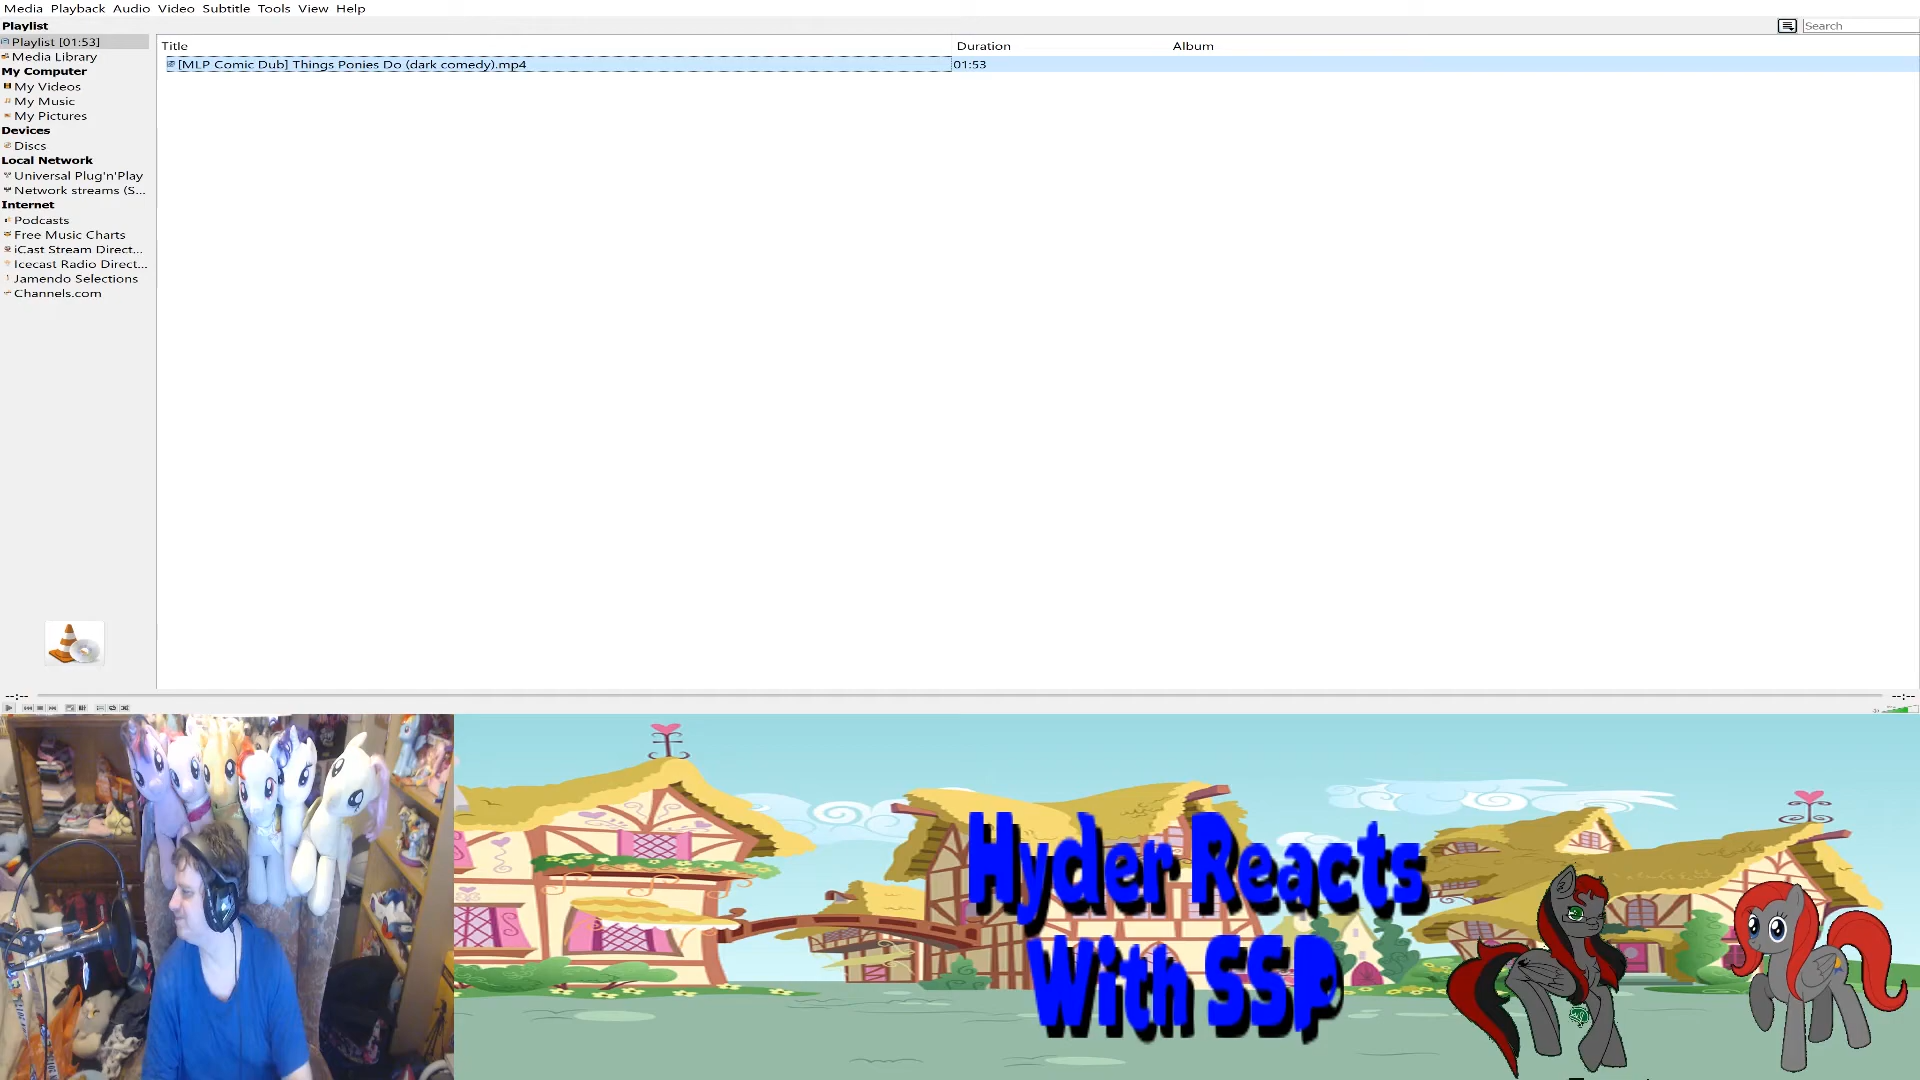 Media Playback Audio Video Subtitle Tools View Help
Playlist
Search
Playlist [01:53]
Media Library
My Computer
My Videos
My Music
My Pictures
Devices
Discs
Local Network
Universal Plug'n'Play
Network streams (S...
Internet
Podcasts
Free Music Charts
iCast Stream Direct...
Icecast Radio Direct...
Jamendo Selections
Channels.com
Title Duration Album
[MLP Comic Dub] Things Ponies Do (dark comedy).mp4 01:53
--:-- --:--
Hyder Reacts
With SSP